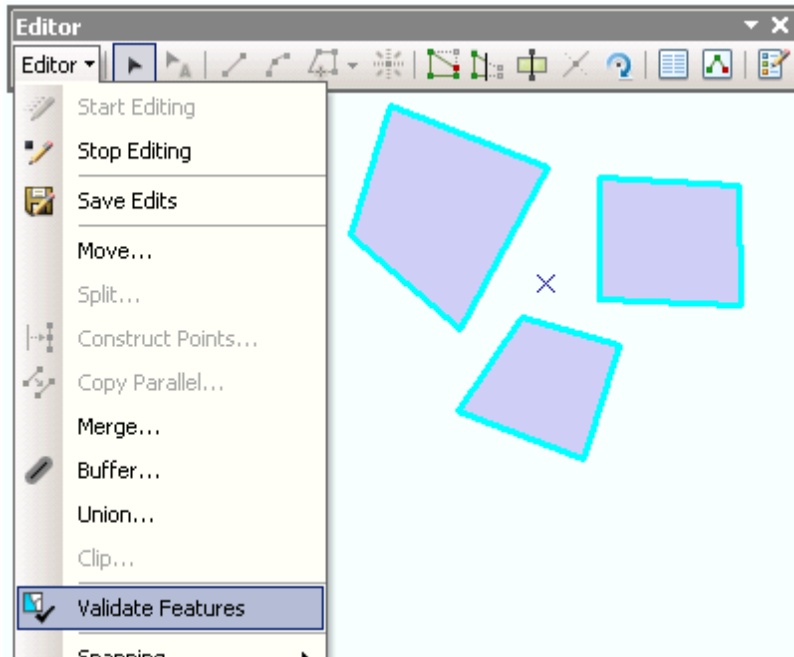 Editor
Editor
Start Editing
Stop Editing
Save Edits
Move...
Split...
Construct Points...
Copy Parallel...
Merge...
Buffer...
Union...
Clip...
Validate Features
Snapping